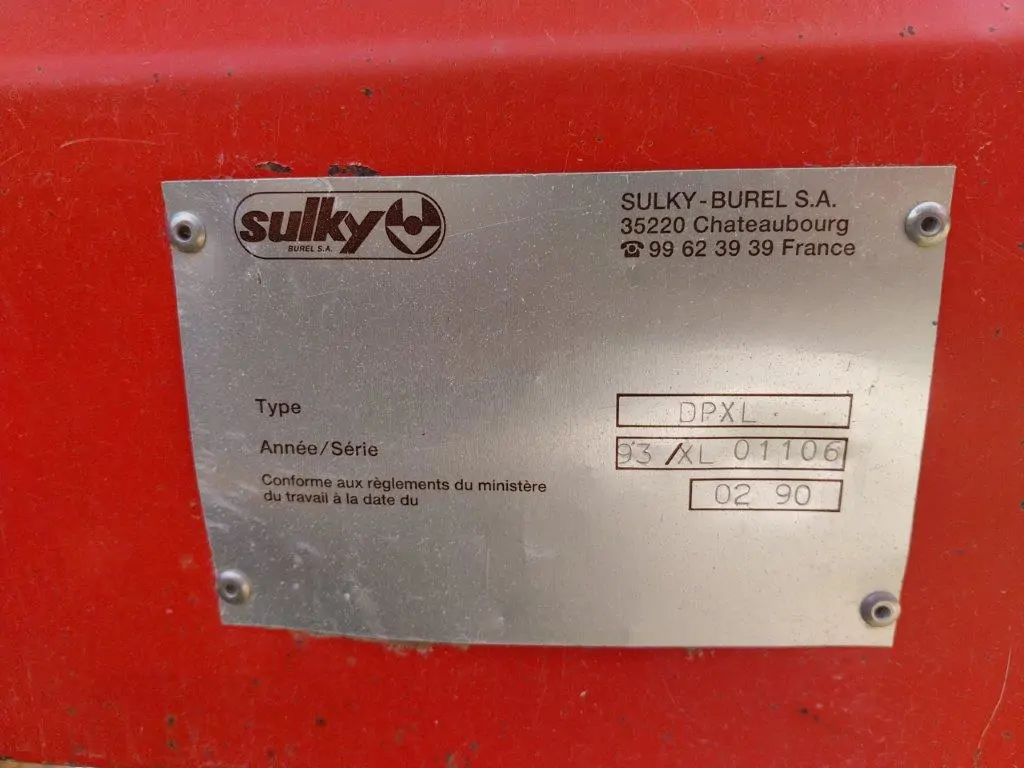 sulky
BUREL S.A.
SULKY-BUREL S.A.
35220 Chateaubourg
☎ 99 62 39 39 France
Type DPXL
Année/Série 93/XL 01106
Conforme aux règlements du ministère
du travail à la date du 02 90